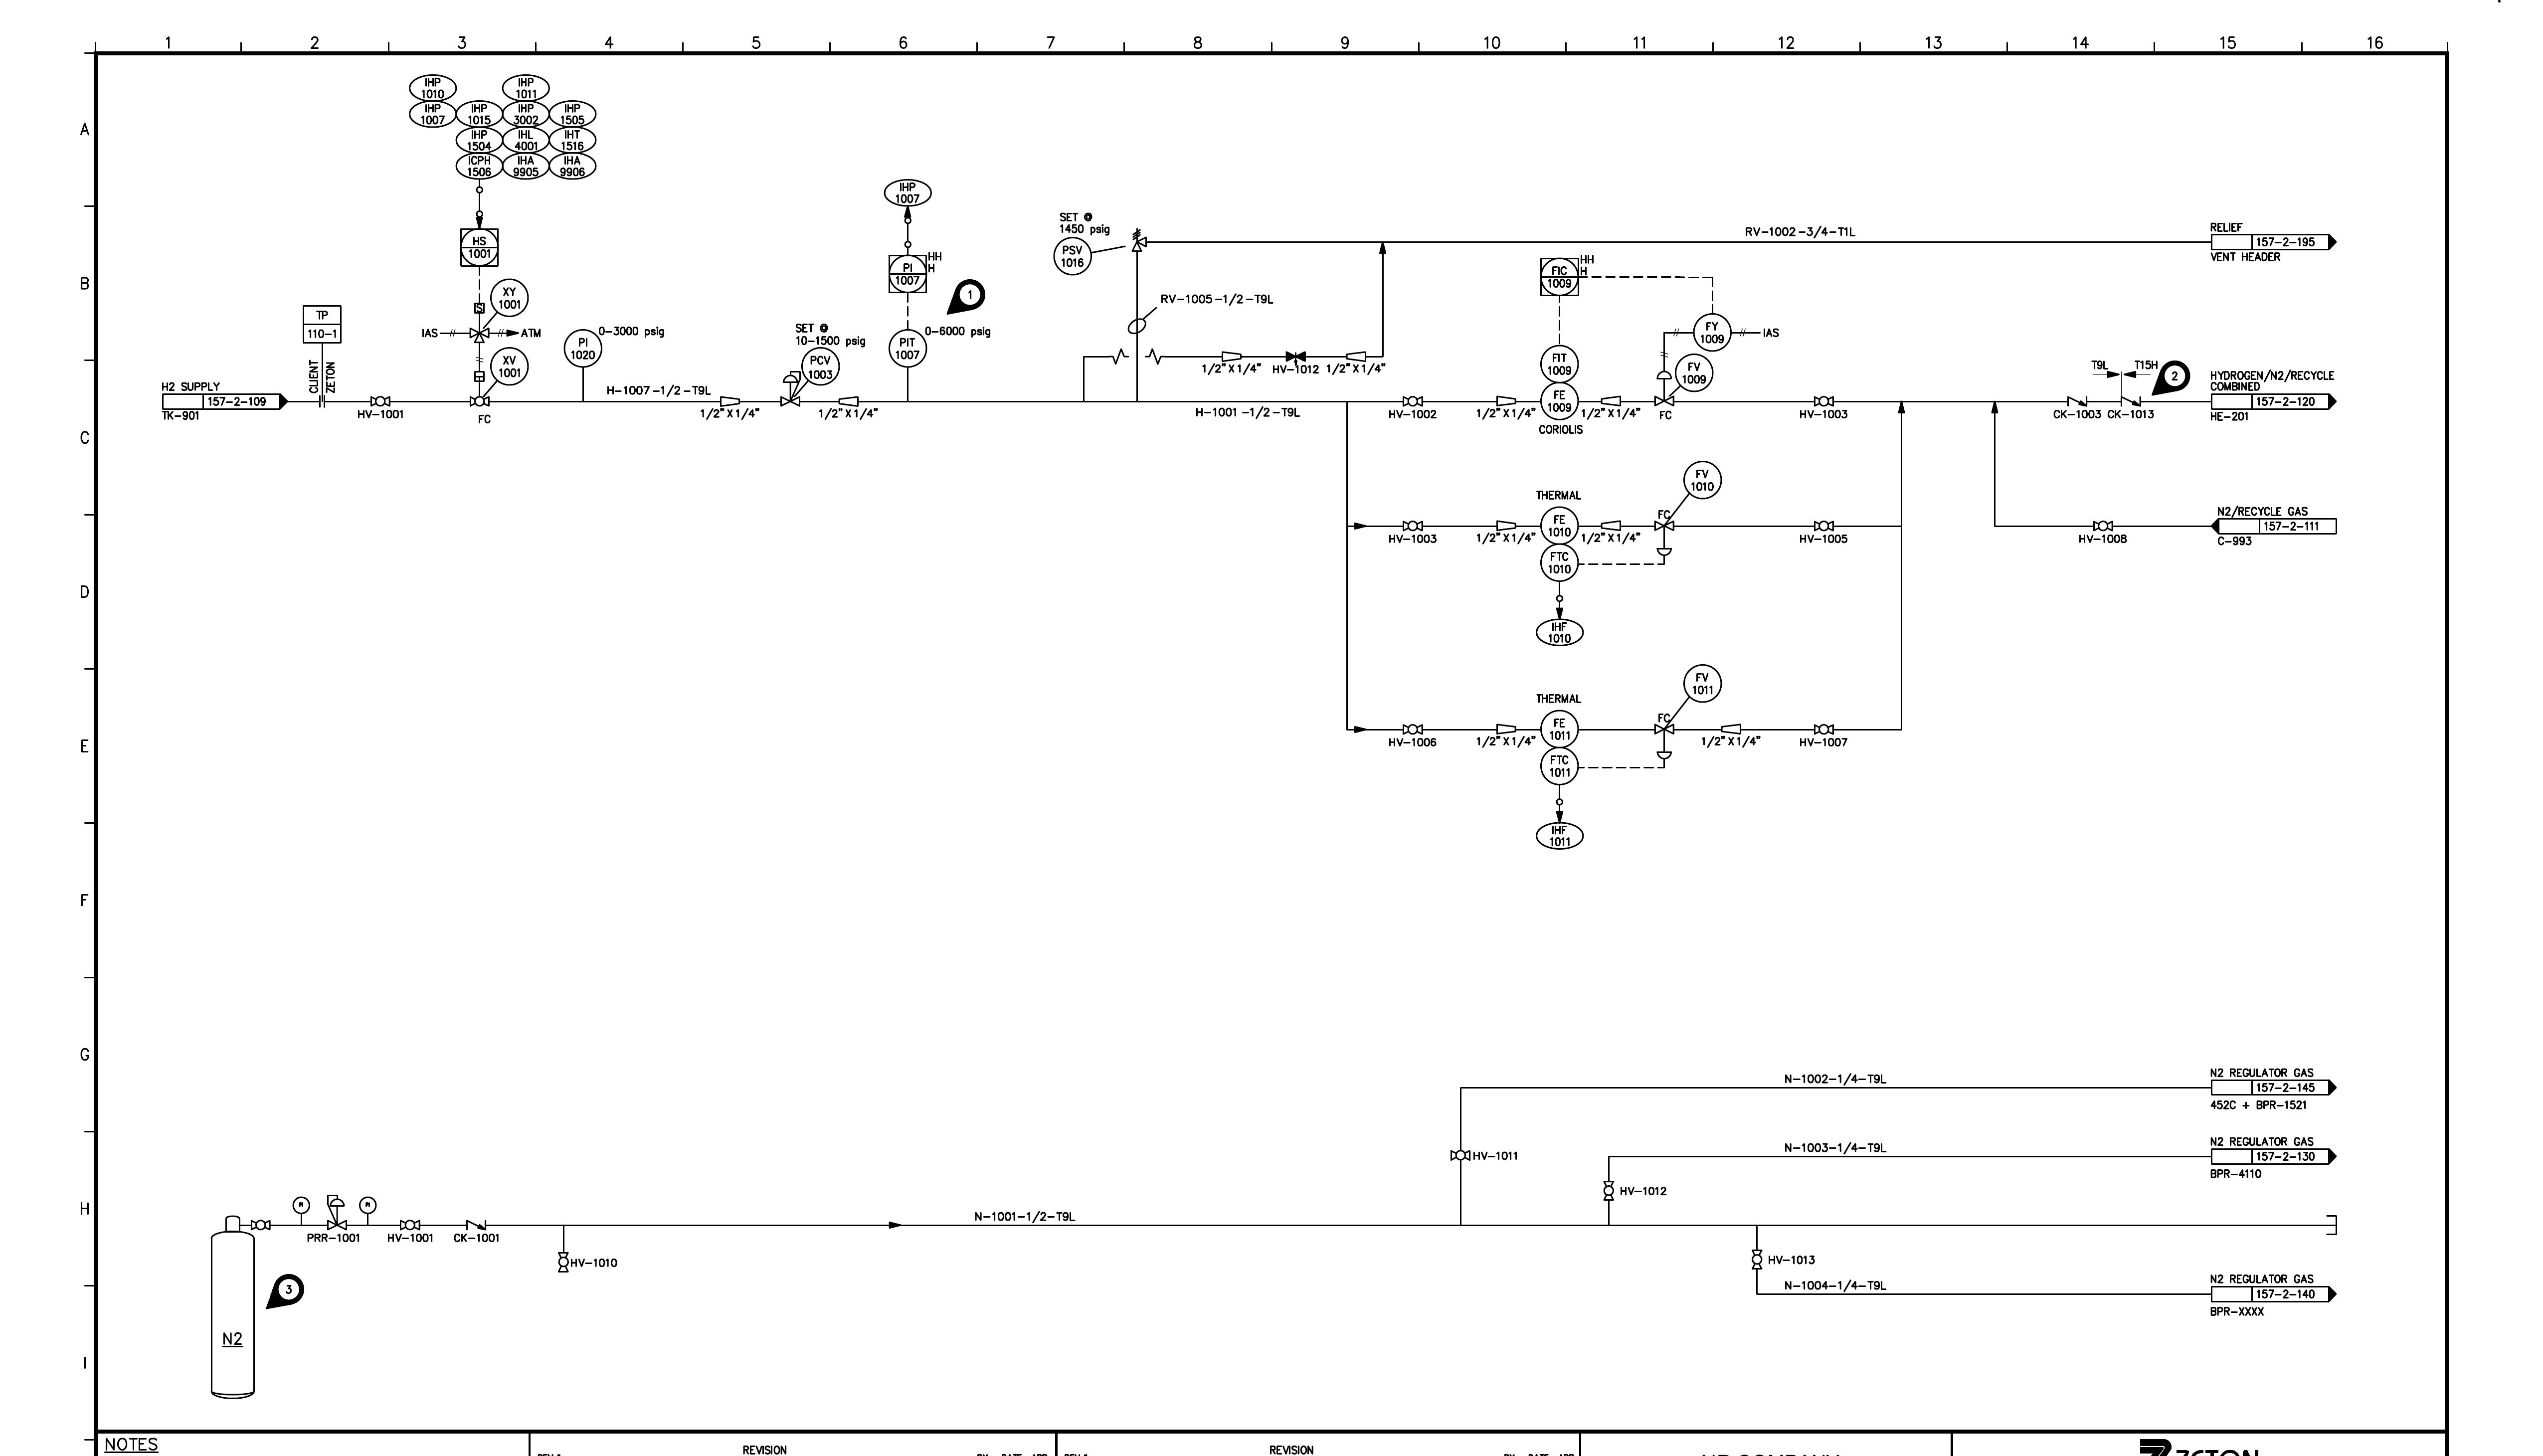 1 2 3 4 5 6 7 8 9 10 11 12 13 14 15 16
A
B
C
D
E
F
G
H
I
IHP 1010
IHP 1011
IHP 1007
IHP 1015
IHP 3002
IHP 1505
IHP 1504
IHL 4001
IHT 1516
ICPH 1506
IHA 9905
IHA 9906
HS 1001
XY 1001
IAS
ATM
XV 1001
FC
TP 110-1
CLIENT
ZETON
H2 SUPPLY
157-2-109
TK-901
HV-1001
PI 1020
0-3000 psig
H-1007-1/2-T9L
SET @
10-1500 psig
PCV 1003
1/2"X1/4"
1/2"X1/4"
IHP 1007
PI 1007
HH
H
1
PIT 1007
0-6000 psig
SET @
1450 psig
PSV 1016
RV-1005-1/2-T9L
1/2"X1/4"
HV-1012
1/2"X1/4"
H-1001-1/2-T9L
RV-1002-3/4-T1L
RELIEF
157-2-195
VENT HEADER
FIC 1009
HH
H
FIT 1009
FE 1009
CORIOLIS
FY 1009
IAS
FV 1009
FC
HV-1002
1/2"X1/4"
1/2"X1/4"
HV-1003
T9L
T15H
2
CK-1003
CK-1013
HYDROGEN/N2/RECYCLE
COMBINED
157-2-120
HE-201
THERMAL
FE 1010
FTC 1010
IHF 1010
FV 1010
FC
HV-1003
1/2"X1/4"
1/2"X1/4"
HV-1005
N2/RECYCLE GAS
157-2-111
C-993
HV-1008
THERMAL
FE 1011
FTC 1011
IHF 1011
FV 1011
FC
HV-1006
1/2"X1/4"
1/2"X1/4"
HV-1007
N-1002-1/4-T9L
N2 REGULATOR GAS
157-2-145
452C + BPR-1521
HV-1011
N-1003-1/4-T9L
N2 REGULATOR GAS
157-2-130
BPR-4110
HV-1012
N-1001-1/2-T9L
PRR-1001
HV-1001
CK-1001
HV-1010
HV-1013
N-1004-1/4-T9L
N2 REGULATOR GAS
157-2-140
BPR-XXXX
3
N2
NOTES
REVISION
REVISION
ZETON